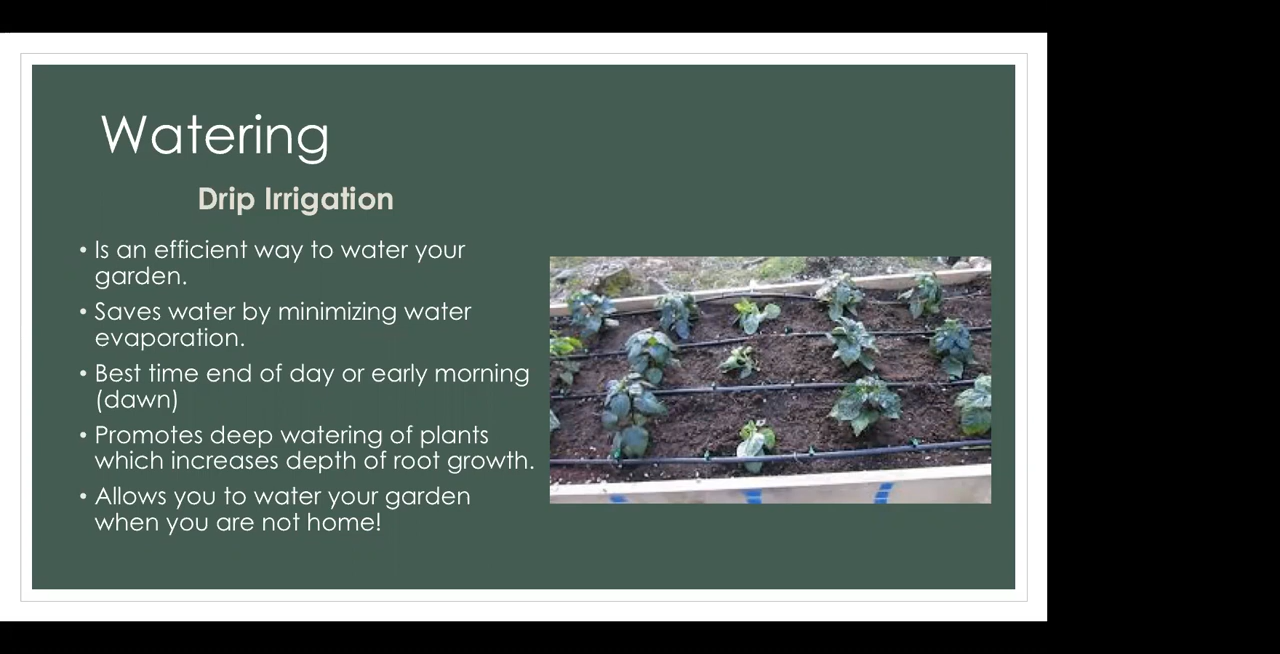 Watering
Drip Irrigation
• Is an efficient way to water your
garden.
• Saves water by minimizing water
evaporation.
• Best time end of day or early morning
(dawn)
• Promotes deep watering of plants
which increases depth of root growth.
• Allows you to water your garden
when you are not home!